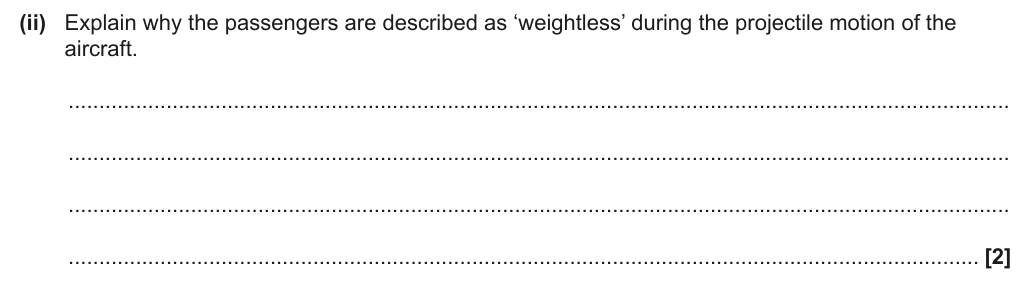 (ii) Explain why the passengers are described as ‘weightless’ during the projectile motion of the
aircraft.
....................................................................................................................................................
....................................................................................................................................................
....................................................................................................................................................
............................................................................................................................................... [2]